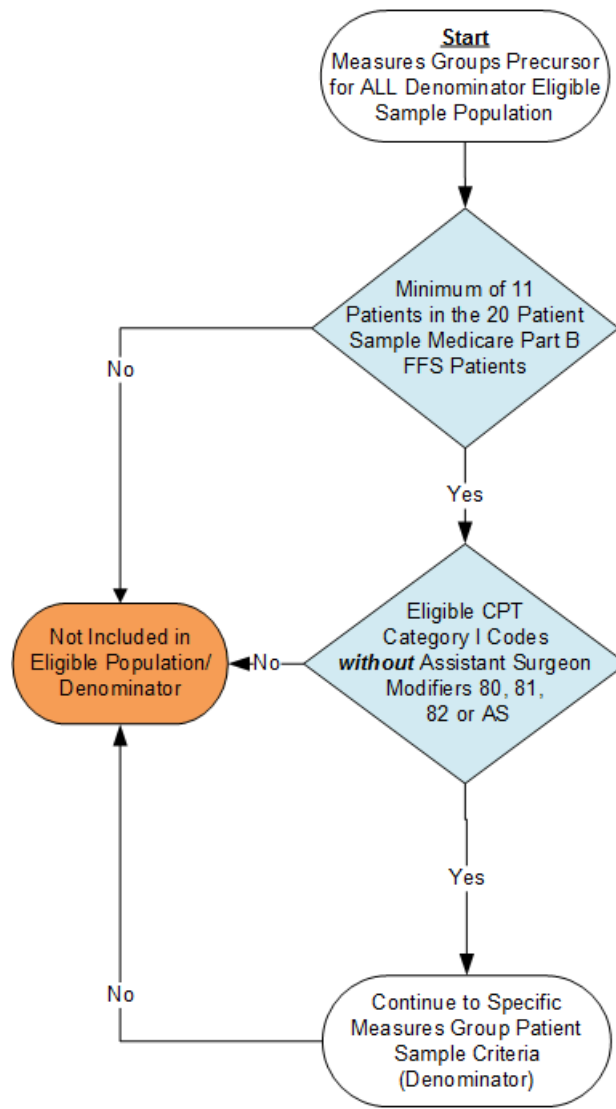 Start
Measures Groups Precursor
for ALL Denominator Eligible
Sample Population
Minimum of 11
Patients in the 20 Patient
Sample Medicare Part B
FFS Patients
No
Yes
Eligible CPT
Category I Codes
without Assistant Surgeon
Modifiers 80, 81,
82 or AS
No
Not Included in
Eligible Population/
Denominator
Yes
Continue to Specific
Measures Group Patient
Sample Criteria
(Denominator)
No